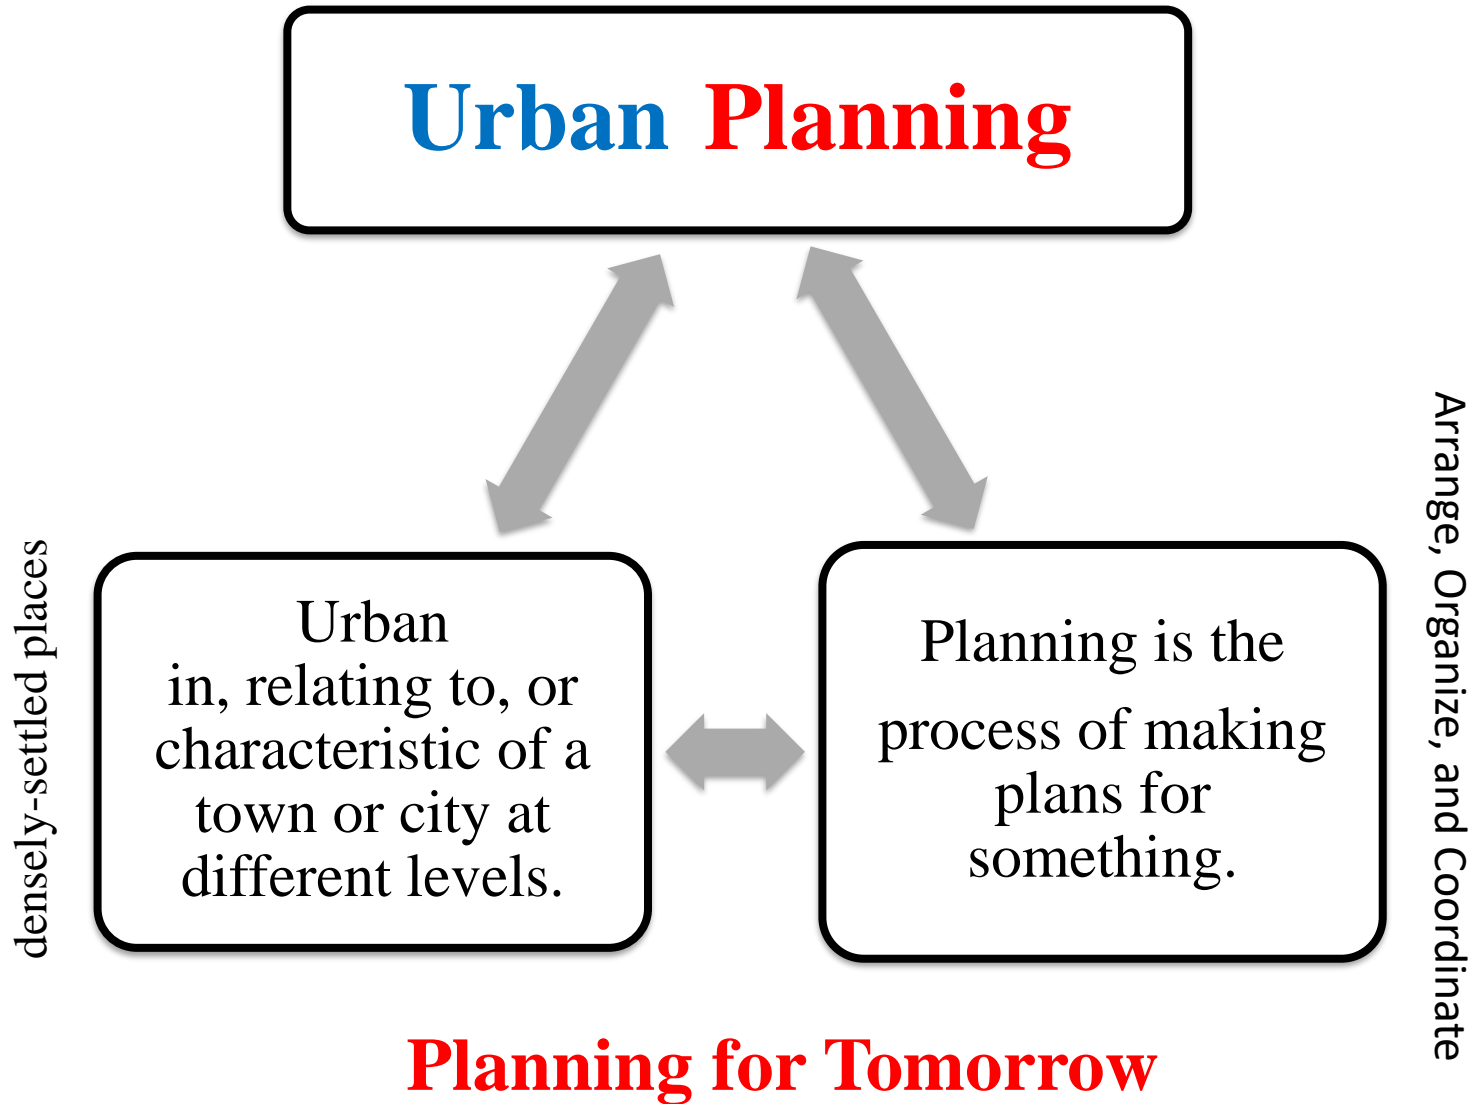 Urban Planning
densely-settled places
Urban
in, relating to, or
characteristic of a
town or city at
different levels.
Planning is the
process of making
plans for
something.
Arrange, Organize, and Coordinate
Planning for Tomorrow